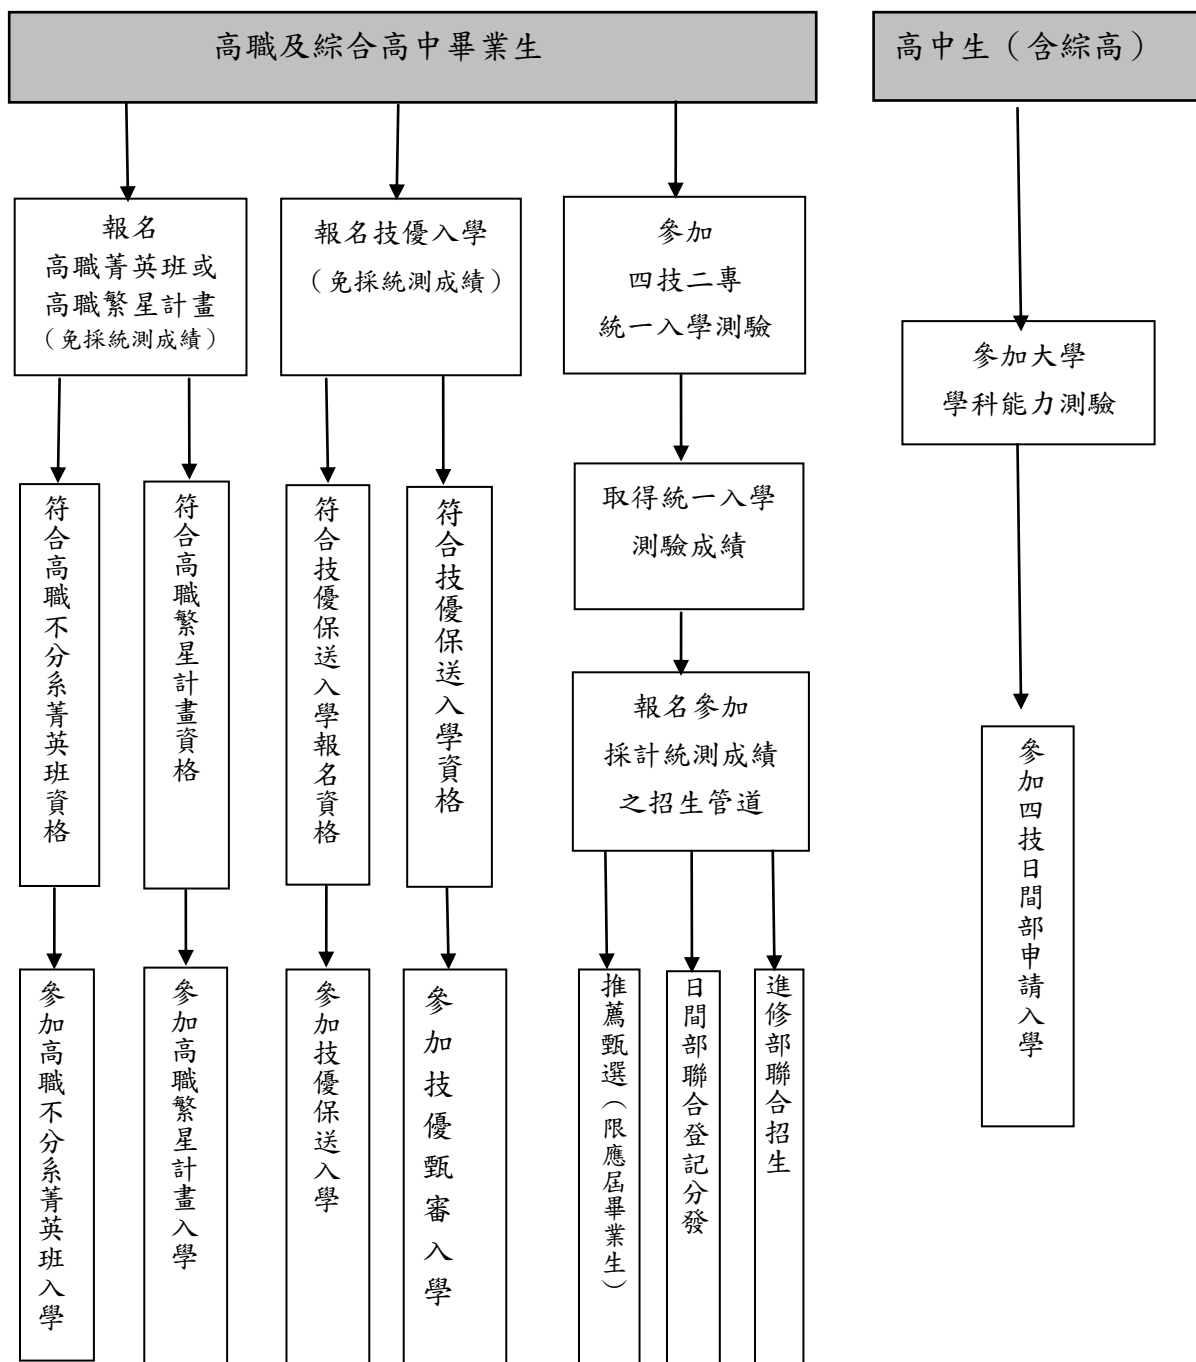 高職及綜合高中畢業生
高中生（含綜高）
報名
高職菁英班或
高職繁星計畫
（免採統測成績）
報名技優入學
（免採統測成績）
參加
四技二專
統一入學測驗
參加大學
學科能力測驗
取得統一入學
測驗成績
符合高職不分系菁英班資格
符合高職繁星計畫資格
符合技優保送入學報名資格
符合技優保送入學資格
報名參加
採計統測成績
之招生管道
參加四技日間部申請入學
參加高職不分系菁英班入學
參加高職繁星計畫入學
參加技優保送入學
參加技優甄審入學
推薦甄選（限應屆畢業生）
日間部聯合登記分發
進修部聯合招生